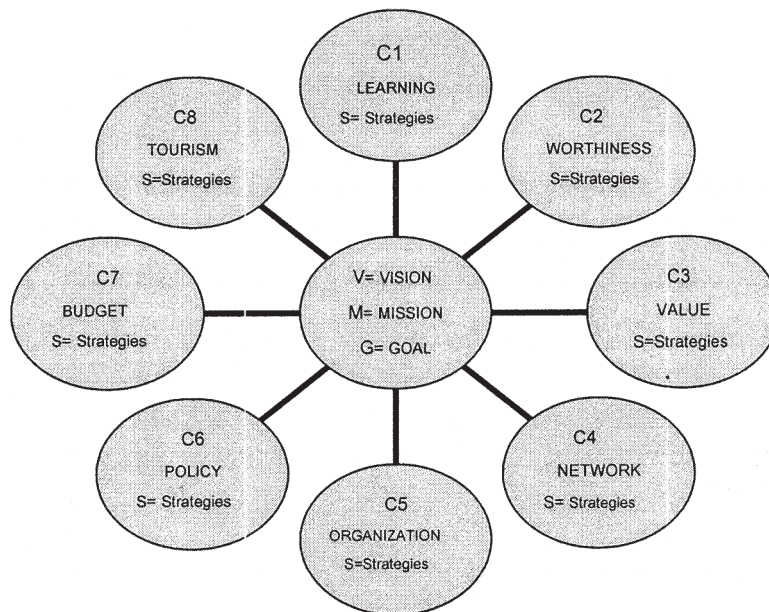 C1
LEARNING
S= Strategies
C2
WORTHINESS
S=Strategies
C3
VALUE
S=Strategies
C4
NETWORK
S= Strategies
C5
ORGANIZATION
S=Strategies
C6
POLICY
S= Strategies
C7
BUDGET
S= Strategies
C8
TOURISM
S=Strategies
V= VISION
M= MISSION
G= GOAL